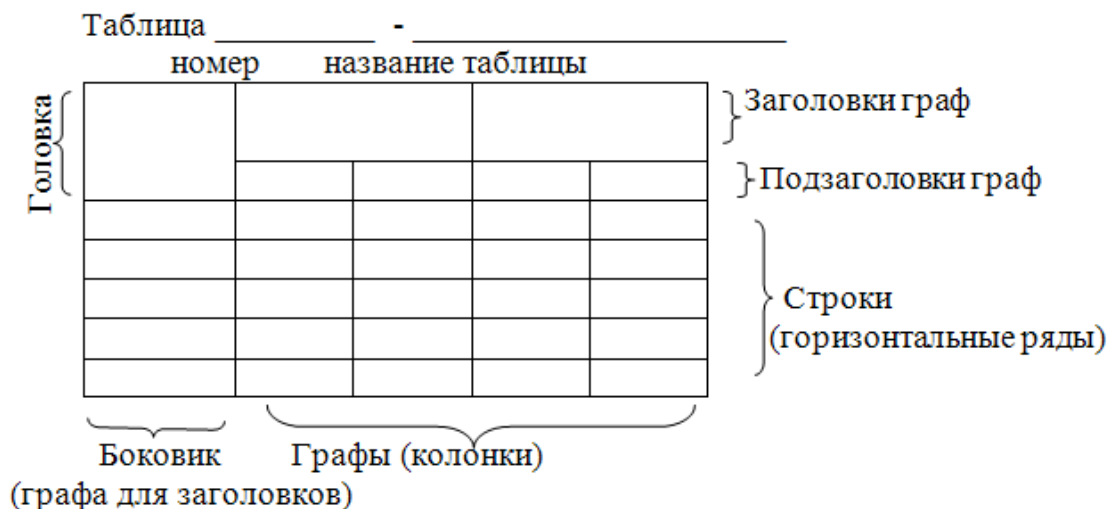 Таблица __________ - _______________________
номер название таблицы
Головка
Заголовки граф
Подзаголовки граф
Строки
(горизонтальные ряды)
Боковик
(графа для заголовков)
Графы (колонки)